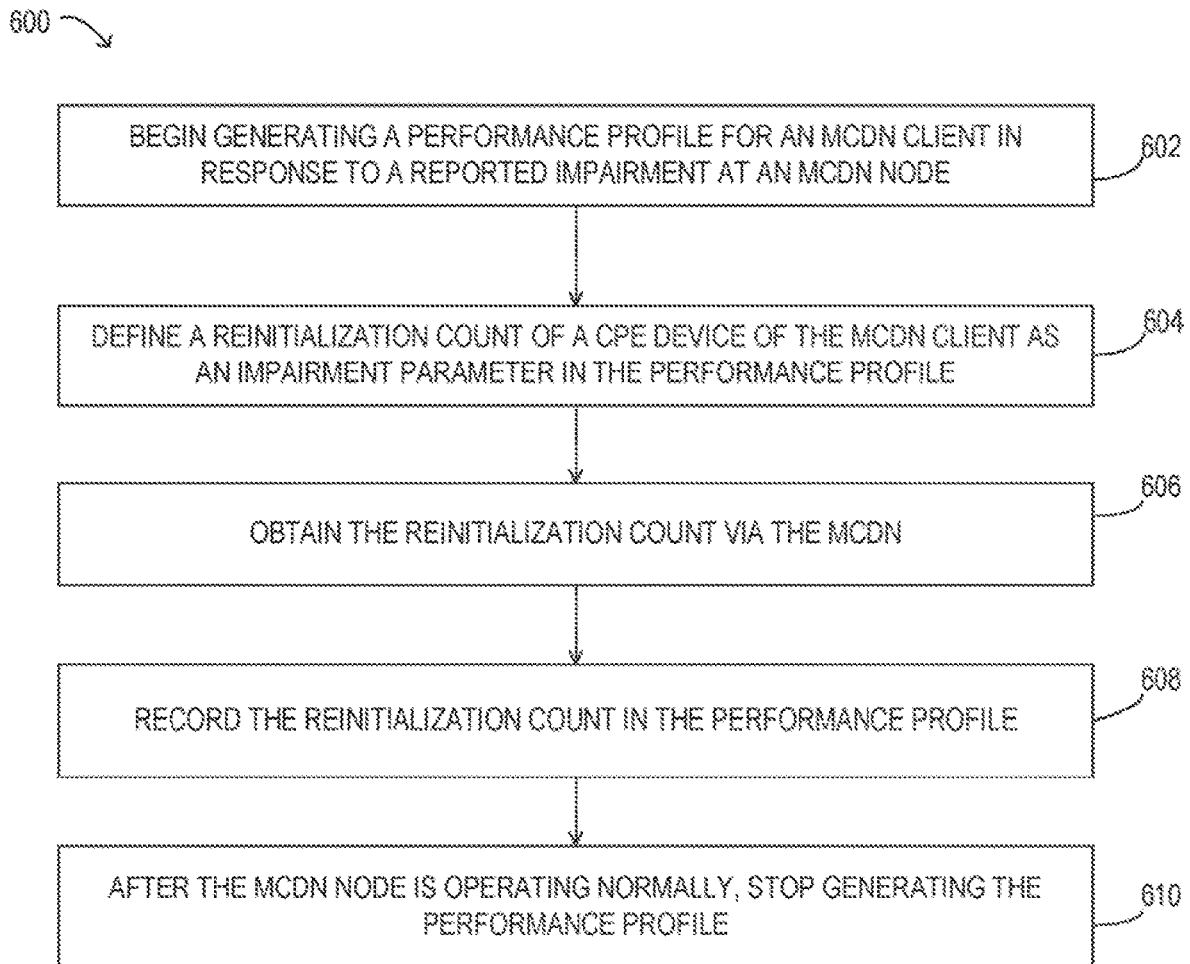 600
BEGIN GENERATING A PERFORMANCE PROFILE FOR AN MCDN CLIENT IN
RESPONSE TO A REPORTED IMPAIRMENT AT AN MCDN NODE
602
DEFINE A REINITIALIZATION COUNT OF A CPE DEVICE OF THE MCDN CLIENT AS
AN IMPAIRMENT PARAMETER IN THE PERFORMANCE PROFILE
604
OBTAIN THE REINITIALIZATION COUNT VIA THE MCDN
606
RECORD THE REINITIALIZATION COUNT IN THE PERFORMANCE PROFILE
608
AFTER THE MCDN NODE IS OPERATING NORMALLY, STOP GENERATING THE
PERFORMANCE PROFILE
610